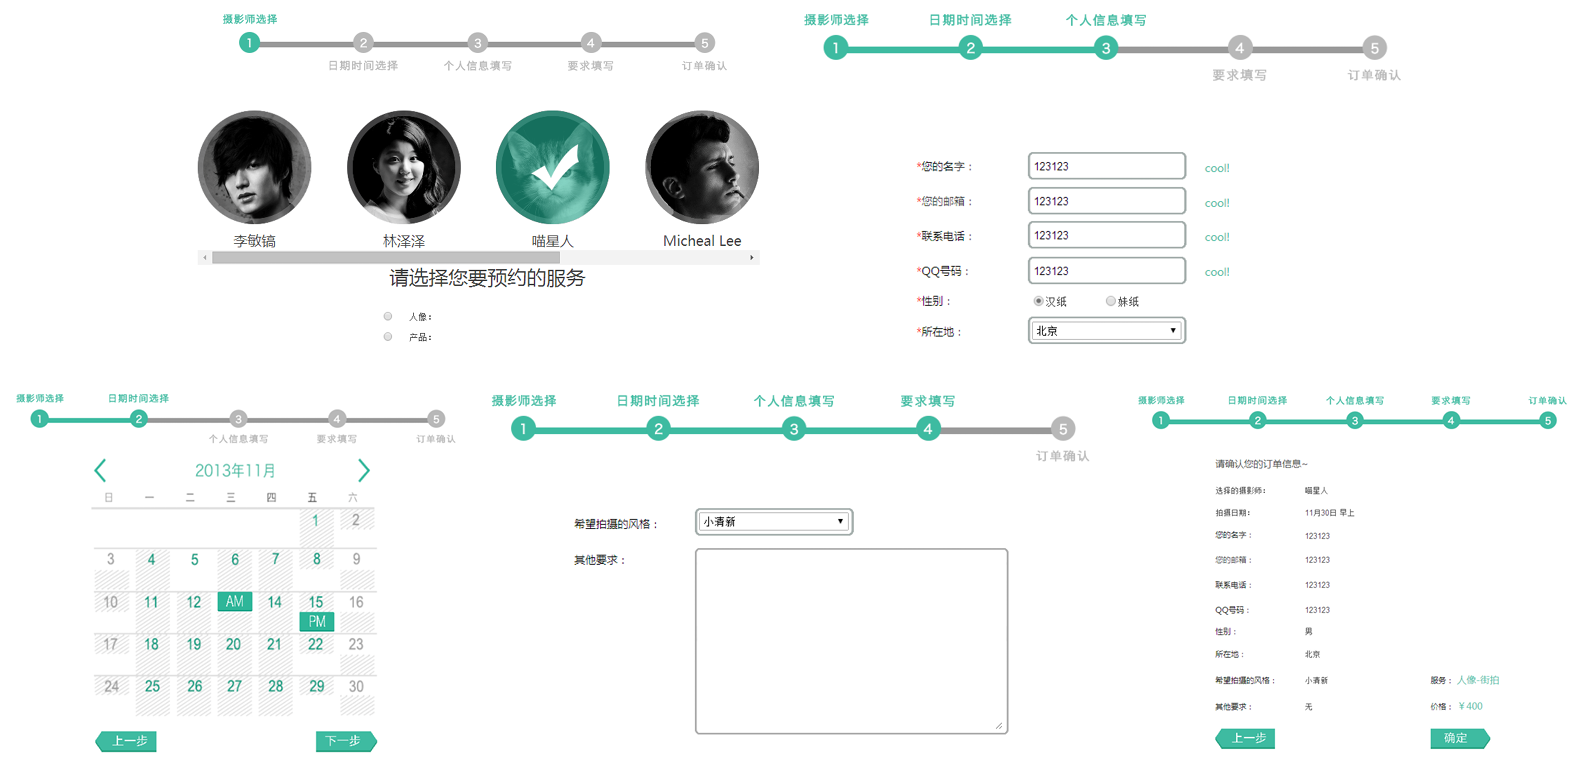 摄影师选择
1 2 3 4 5
日期时间选择 个人信息填写 要求填写 订单确认
李敏镐 林泽泽 喵星人 Micheal Lee
请选择您要预约的服务
人像：
产品：
摄影师选择 日期时间选择 个人信息填写
1 2 3 4 5
要求填写 订单确认
*您的名字： 123123 cool!
*您的邮箱： 123123 cool!
*联系电话： 123123 cool!
*QQ号码： 123123 cool!
*性别： 汉纸 妹纸
*所在地： 北京
摄影师选择 日期时间选择
1 2 3 4 5
个人信息填写 要求填写 订单确认
2013年11月
日 一 二 三 四 五 六
1 2
3 4 5 6 7 8 9
10 11 12 AM 14 15 16
PM
17 18 19 20 21 22 23
24 25 26 27 28 29 30
上一步 下一步
摄影师选择 日期时间选择 个人信息填写 要求填写
1 2 3 4 5
订单确认
希望拍摄的风格： 小清新
其他要求：
摄影师选择 日期时间选择 个人信息填写 要求填写 订单确认
1 2 3 4 5
请确认您的订单信息~
选择的摄影师： 喵星人
拍摄日期： 11月30日 早上
您的名字： 123123
您的邮箱： 123123
联系电话： 123123
QQ号码： 123123
性别： 男
所在地： 北京
希望拍摄的风格： 小清新 服务： 人像-街拍
其他要求： 无 价格： ￥400
上一步 确定